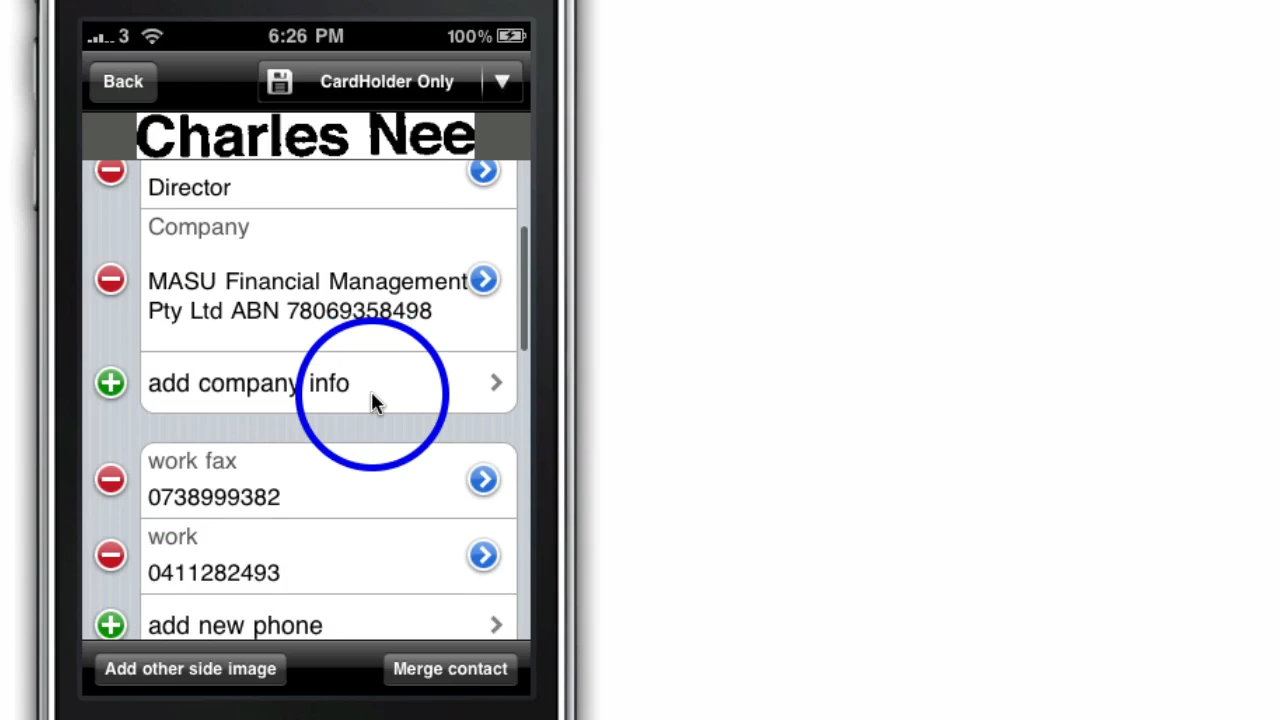 3 6:26 PM 100%
Back CardHolder Only
Charles Nee
Director
Company
MASU Financial Management
Pty Ltd ABN 78069358498
add company info
work fax
0738999382
work
0411282493
add new phone
Add other side image Merge contact